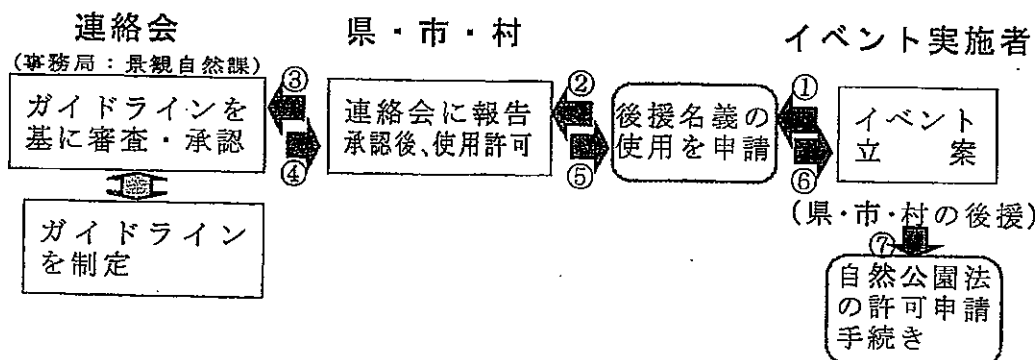 連絡会
(事務局:景観自然課)
県・市・村
イベント実施者
③
④
②
⑤
①
⑥
⑦
ガイドラインを
基に審査・承認
連絡会に報告
承認後、使用許可
後援名義の
使用を申請
イベント
立案
(県・市・村の後援)
ガイドライン
を制定
自然公園法
の許可申請
手続き